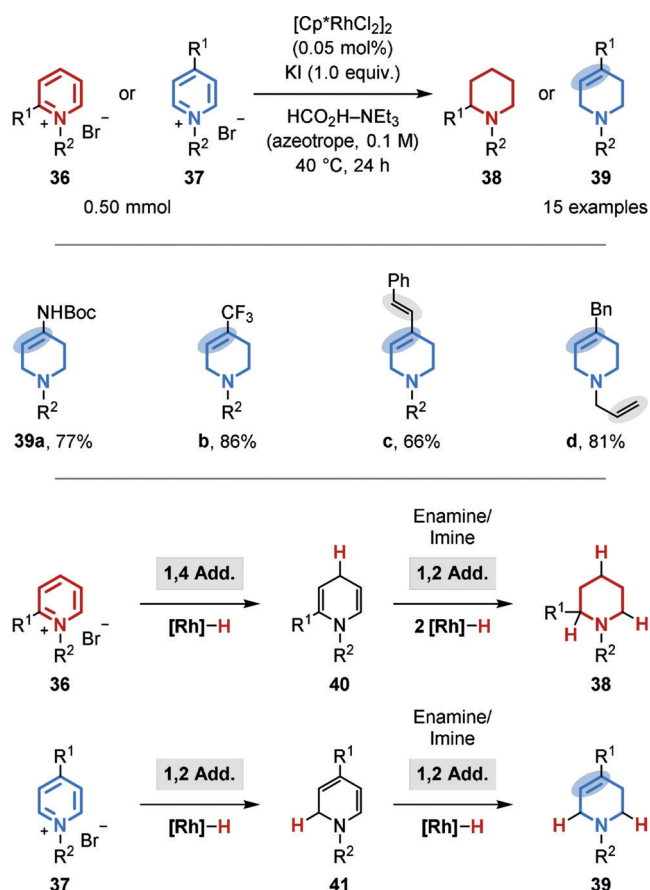 [Cp*RhCl2]2
(0.05 mol%)
KI (1.0 equiv.)
HCO2H–NEt3
(azeotrope, 0.1 M)
40 °C, 24 h
R1 + N Br−
R2
36
or
R1
N + Br−
R2
37
0.50 mmol
R1 N
R2
38
or
R1
N
R2
39
15 examples
NHBoc
N
R2
39a, 77%
CF3
N
R2
b, 86%
Ph
N
R2
c, 66%
Bn
N
d, 81%
R1 + N Br−
R2
36
1,4 Add.
[Rh]–H
H
R1 N
R2
40
Enamine/
Imine
1,2 Add.
2 [Rh]–H
H
R1 N H
H
R2
38
R1
N + Br−
R2
37
1,2 Add.
[Rh]–H
R1
H N
R2
41
Enamine/
Imine
1,2 Add.
[Rh]–H
R1
H N H
R2
39